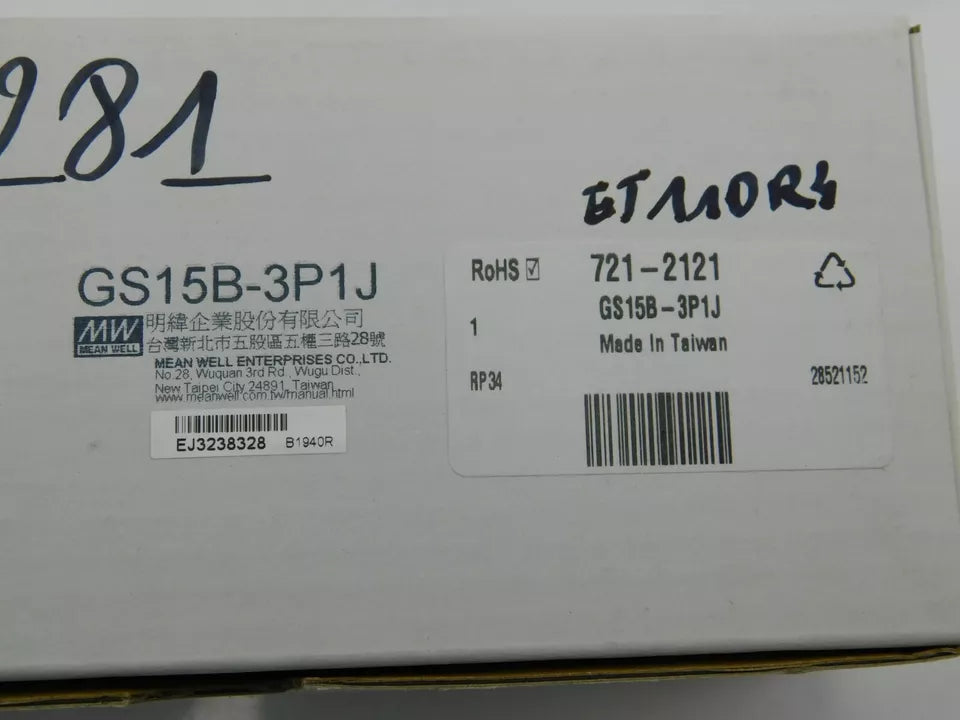 281
ET110RS
GS15B-3P1J
MW
MEAN WELL
明緯企業股份有限公司
台灣新北市五股區五權三路28號
MEAN WELL ENTERPRISES CO.,LTD.
No.28, Wuquan 3rd Rd., Wugu Dist.,
New Taipei City 24891, Taiwan
www.meanwell.com.tw/manual.html
EJ3238328 B1940R
RoHS ☑ 721-2121
GS15B-3P1J
1
Made In Taiwan
RP34 28521152